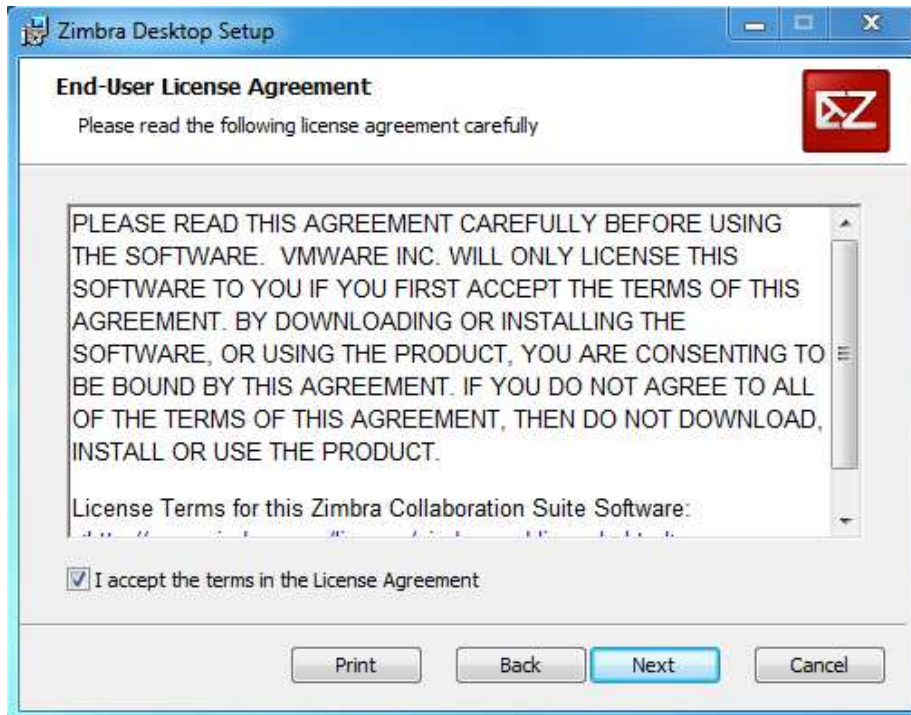 Zimbra Desktop Setup
End-User License Agreement
Please read the following license agreement carefully
PLEASE READ THIS AGREEMENT CAREFULLY BEFORE USING
THE SOFTWARE.  VMWARE INC. WILL ONLY LICENSE THIS
SOFTWARE TO YOU IF YOU FIRST ACCEPT THE TERMS OF THIS
AGREEMENT. BY DOWNLOADING OR INSTALLING THE
SOFTWARE, OR USING THE PRODUCT, YOU ARE CONSENTING TO
BE BOUND BY THIS AGREEMENT. IF YOU DO NOT AGREE TO ALL
OF THE TERMS OF THIS AGREEMENT, THEN DO NOT DOWNLOAD,
INSTALL OR USE THE PRODUCT.
License Terms for this Zimbra Collaboration Suite Software:
I accept the terms in the License Agreement
Print Back Next Cancel